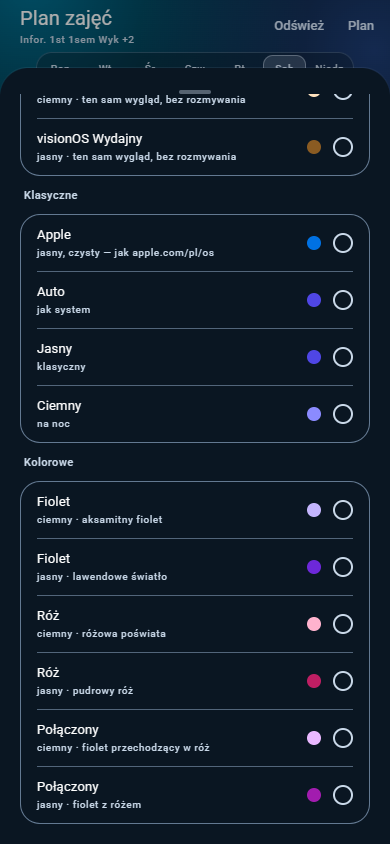 Plan zajęć
Odśwież Plan
Infor. 1st 1sem Wyk +2
ciemny · ten sam wygląd, bez rozmywania
visionOS Wydajny
jasny · ten sam wygląd, bez rozmywania
Klasyczne
Apple
jasny, czysty — jak apple.com/pl/os
Auto
jak system
Jasny
klasyczny
Ciemny
na noc
Kolorowe
Fiolet
ciemny · aksamitny fiolet
Fiolet
jasny · lawendowe światło
Róż
ciemny · różowa poświata
Róż
jasny · pudrowy róż
Połączony
ciemny · fiolet przechodzący w róż
Połączony
jasny · fiolet z różem